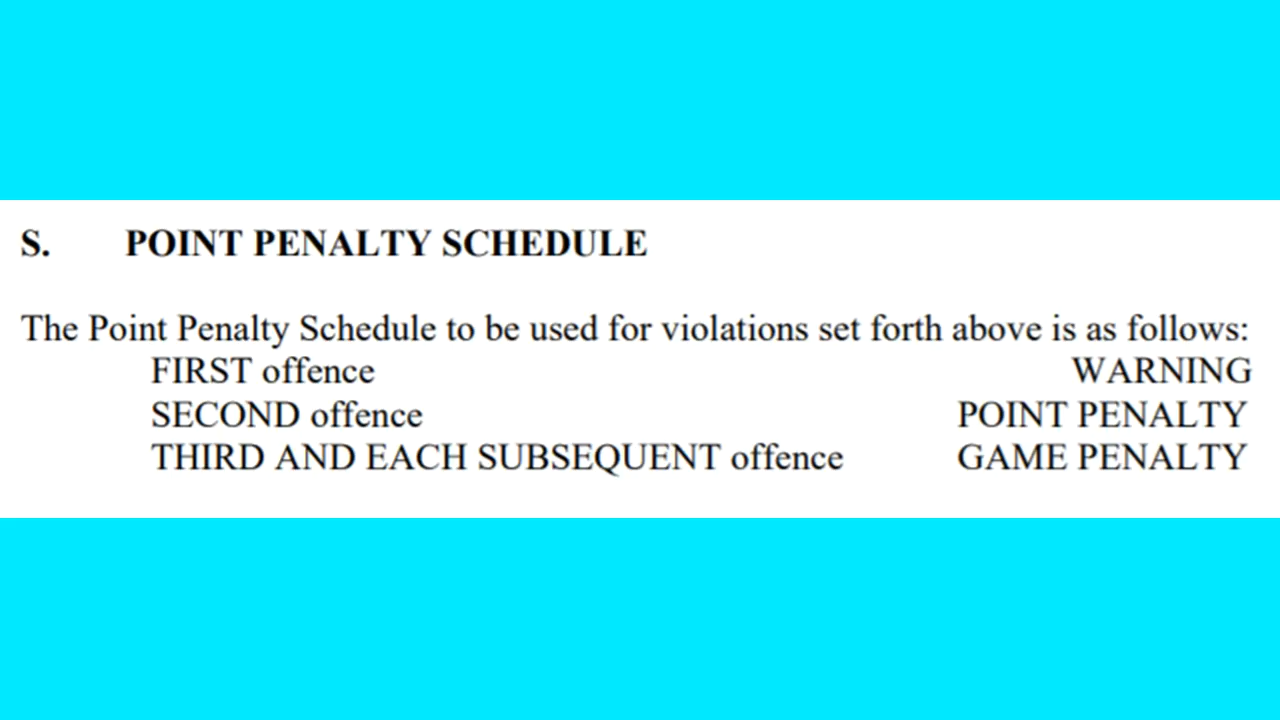 S. POINT PENALTY SCHEDULE
The Point Penalty Schedule to be used for violations set forth above is as follows:
FIRST offence WARNING
SECOND offence POINT PENALTY
THIRD AND EACH SUBSEQUENT offence GAME PENALTY